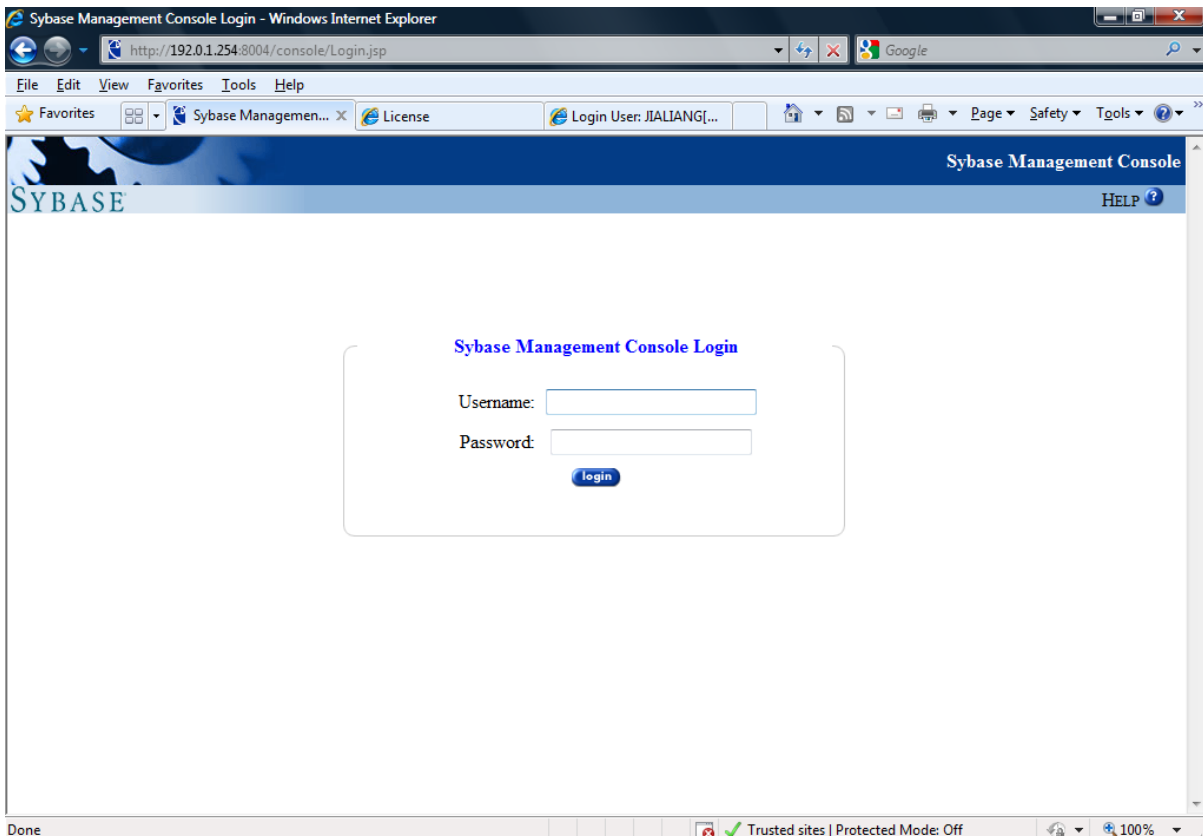 Sybase Management Console Login - Windows Internet Explorer
http://192.0.1.254:8004/console/Login.jsp
Google
File Edit View Favorites Tools Help
Favorites
Sybase Managemen...
License
Login User: JIALIANG[...
Page Safety Tools
Sybase Management Console
SYBASE
HELP
Sybase Management Console Login
Username:
Password:
login
Done
Trusted sites | Protected Mode: Off
100%